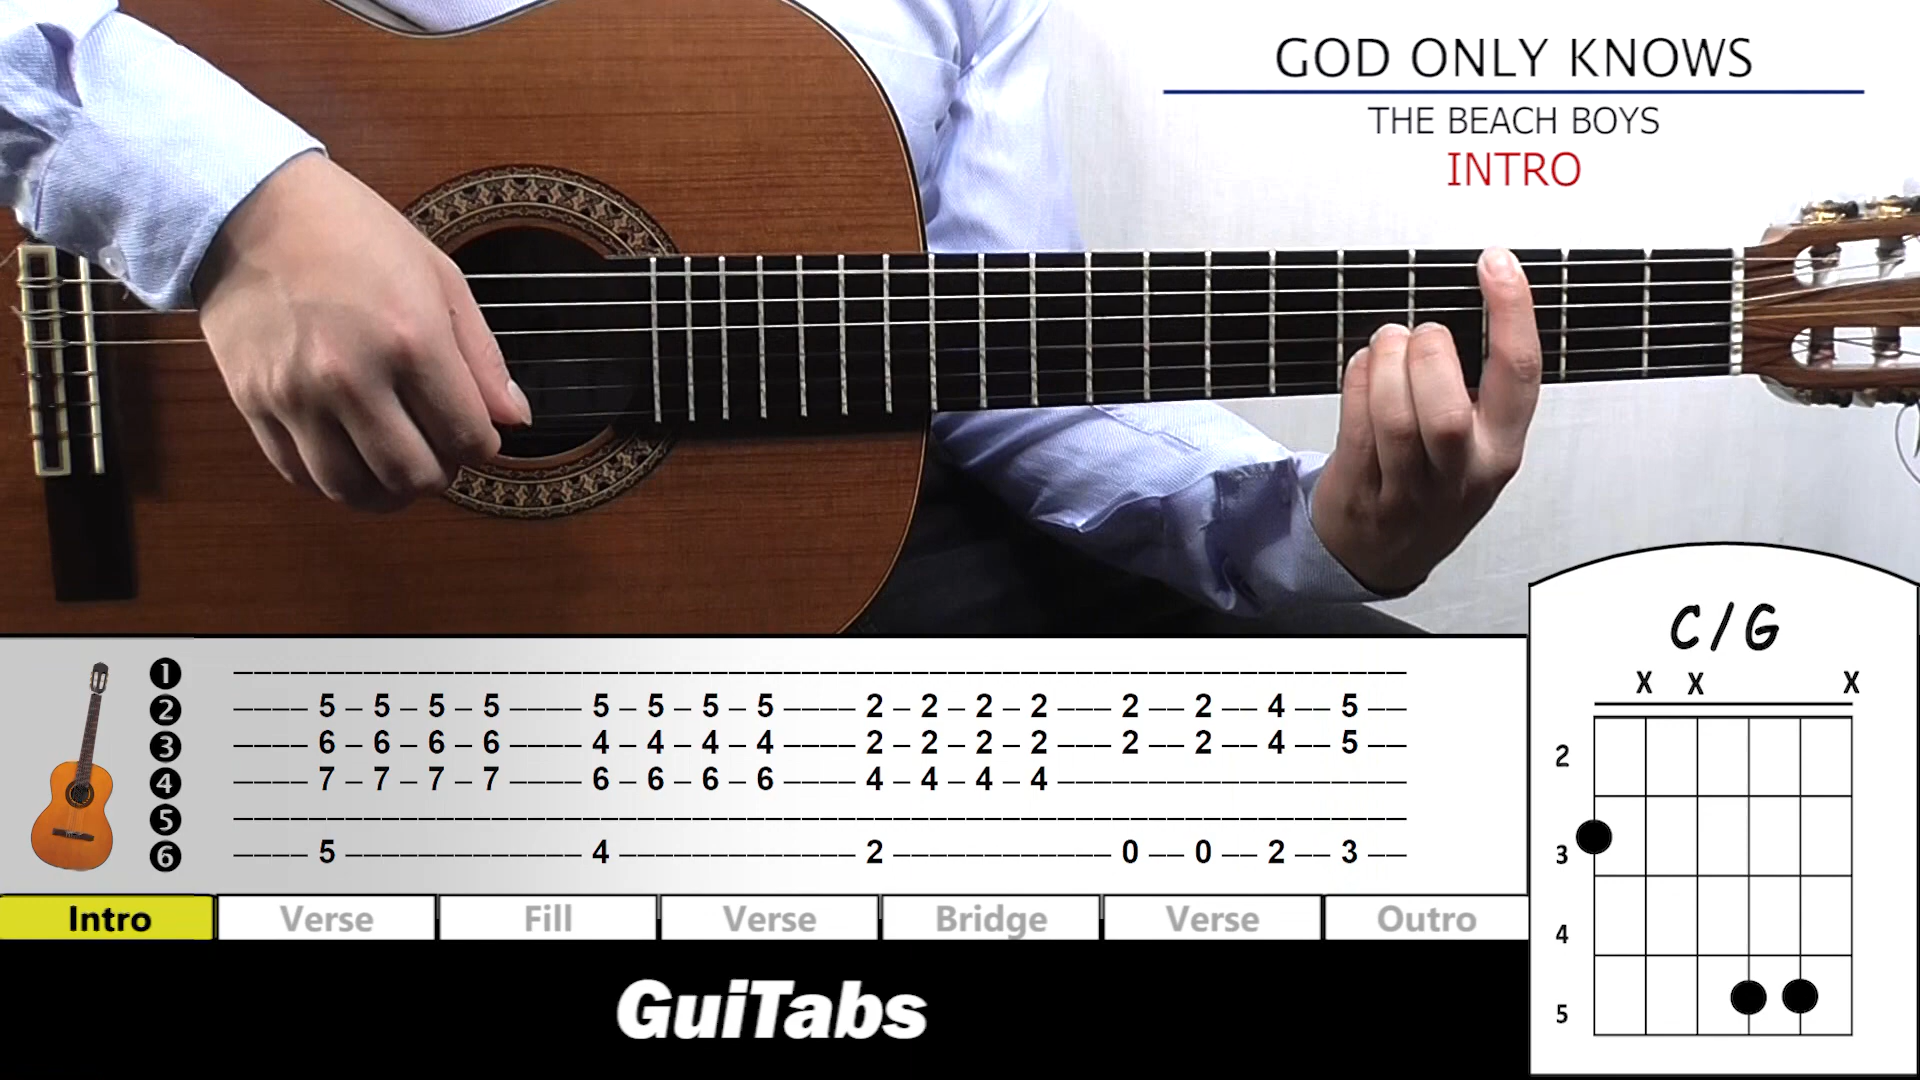 GOD ONLY KNOWS
THE BEACH BOYS
INTRO
C/G
X X X
2
3
4
5
1 ————————————————————
2 —— 5 – 5 – 5 – 5 —— 5 – 5 – 5 – 5 —— 2 – 2 – 2 – 2 —— 2 — 2 — 4 — 5 —
3 —— 6 – 6 – 6 – 6 —— 4 – 4 – 4 – 4 —— 2 – 2 – 2 – 2 —— 2 — 2 — 4 — 5 —
4 —— 7 – 7 – 7 – 7 —— 6 – 6 – 6 – 6 —— 4 – 4 – 4 – 4 ——————————
5 ————————————————————
6 —— 5 —————— 4 —————— 2 —————— 0 — 0 — 2 — 3 —
Intro Verse Fill Verse Bridge Verse Outro
GuiTabs